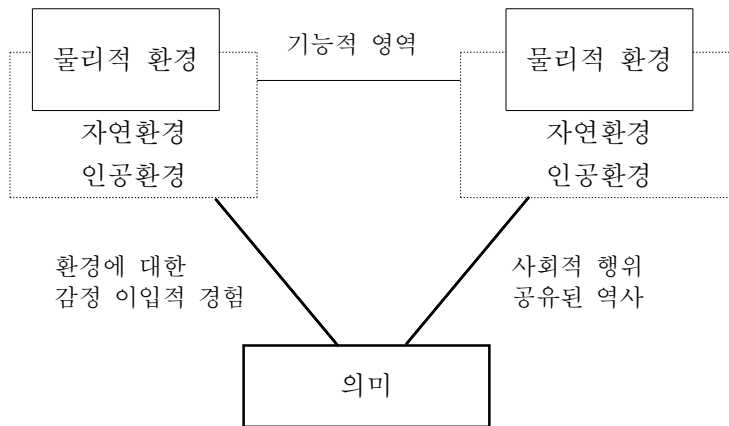 물리적 환경
자연환경
인공환경
기능적 영역
물리적 환경
자연환경
인공환경
환경에 대한
감정 이입적 경험
사회적 행위
공유된 역사
의미